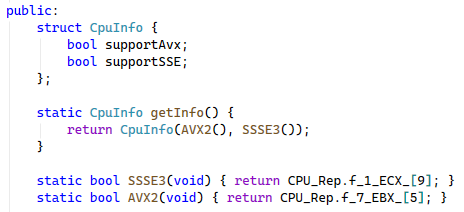 public:
    struct CpuInfo {
        bool supportAvx;
        bool supportSSE;
    };

    static CpuInfo getInfo() {
        return CpuInfo(AVX2(), SSSE3());
    }

    static bool SSSE3(void) { return CPU_Rep.f_1_ECX_[9]; }
    static bool AVX2(void) { return CPU_Rep.f_7_EBX_[5]; }